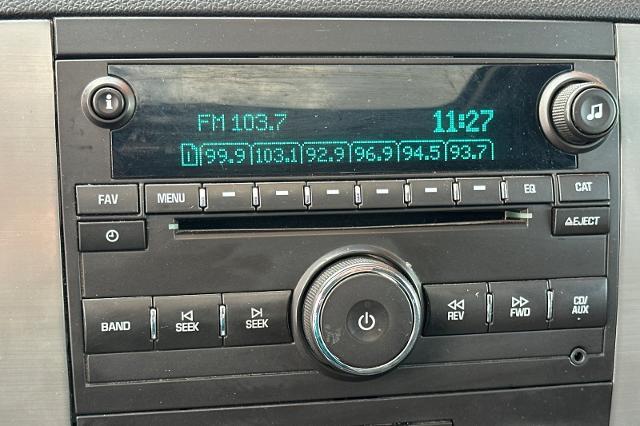 i
FM 103.7 11:27
1 99.9 103.1 92.9 96.9 94.5 93.7
FAV MENU EQ CAT
EJECT
BAND SEEK SEEK REV FWD CD/AUX